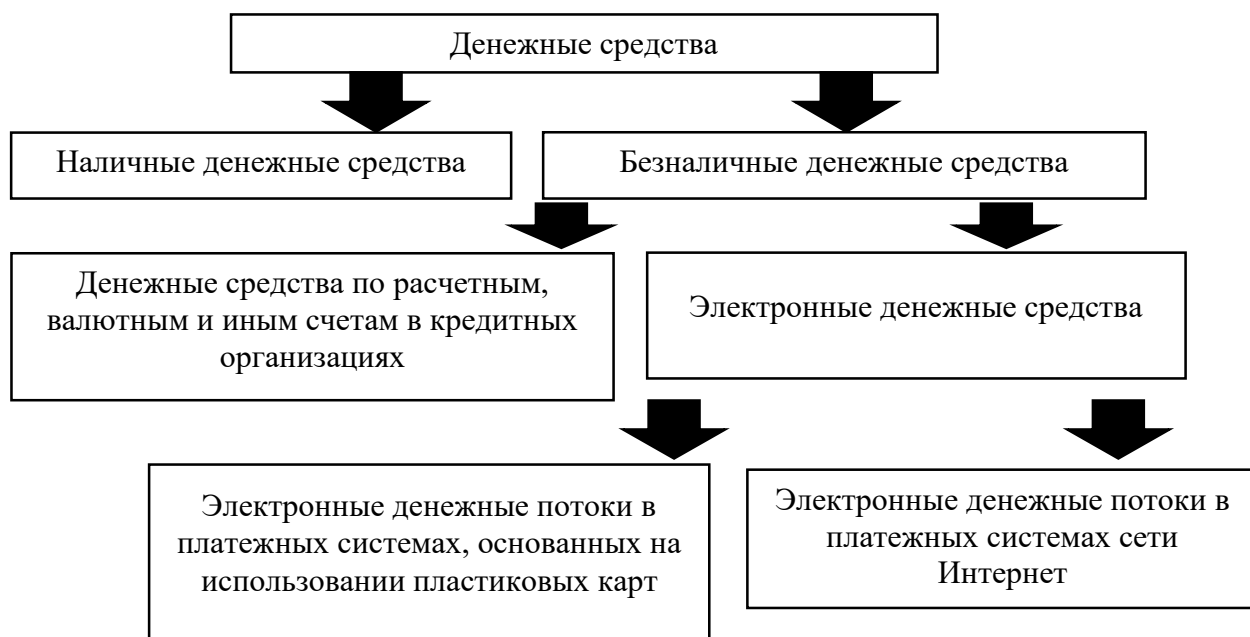 Денежные средства
Наличные денежные средства
Безналичные денежные средства
Денежные средства по расчетным,
валютным и иным счетам в кредитных
организациях
Электронные денежные средства
Электронные денежные потоки в
платежных системах, основанных на
использовании пластиковых карт
Электронные денежные потоки в
платежных системах сети
Интернет